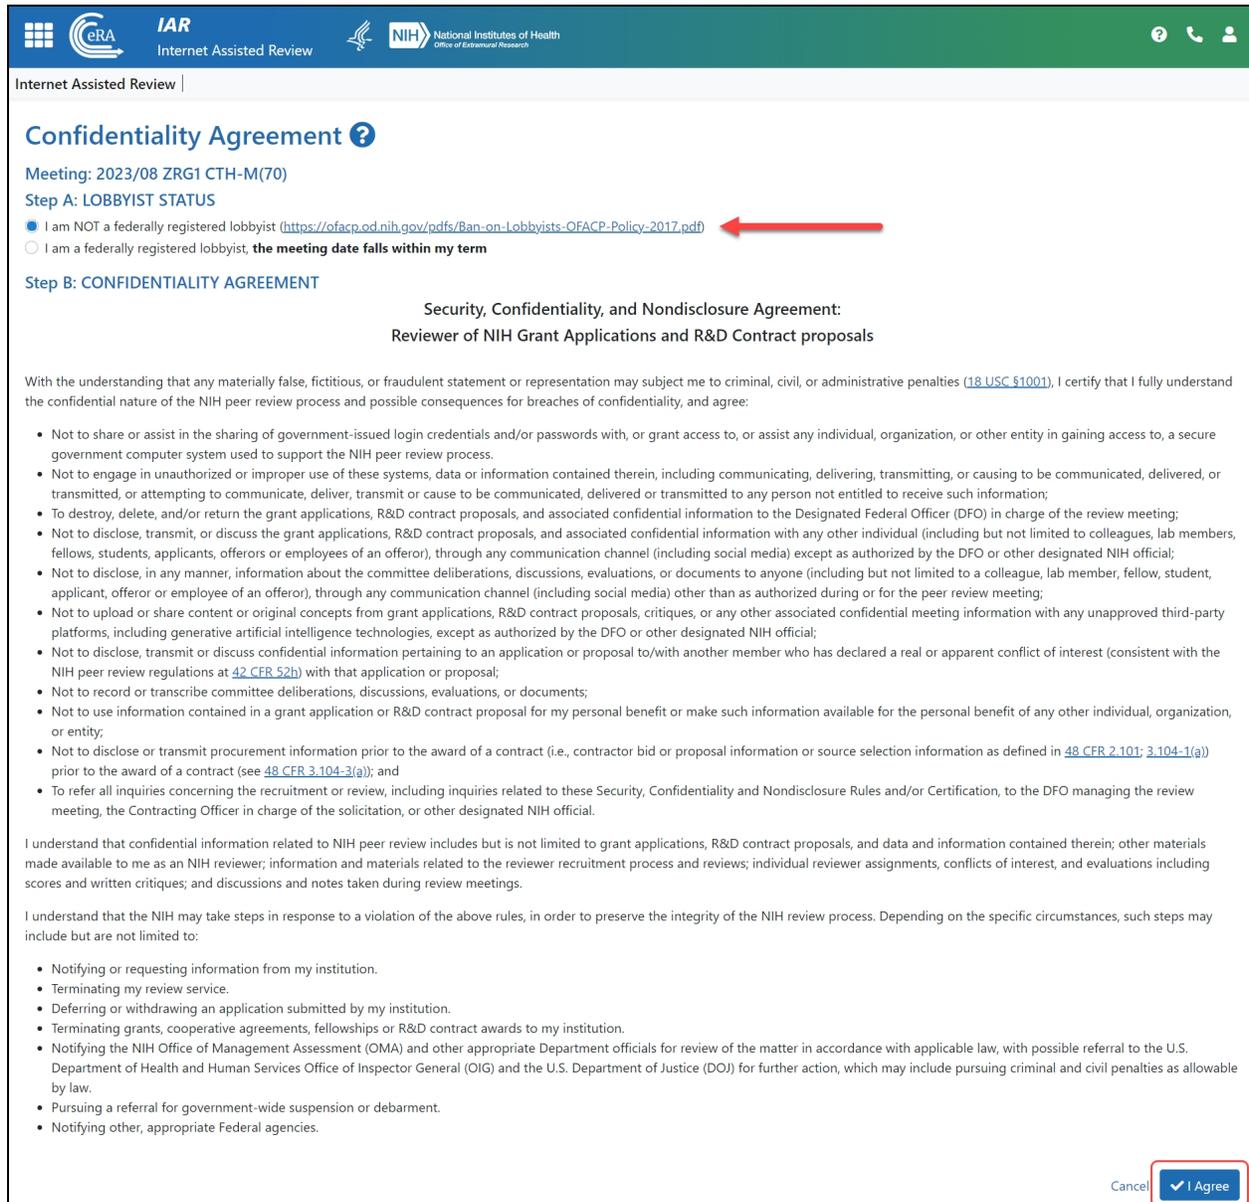 eRA
IAR
Internet Assisted Review
NIH
National Institutes of Health
Office of Extramural Research
Internet Assisted Review
Confidentiality Agreement ?
Meeting: 2023/08 ZRG1 CTH-M(70)
Step A: LOBBYIST STATUS
I am NOT a federally registered lobbyist (https://ofacp.od.nih.gov/pdfs/Ban-on-Lobbyists-OFACP-Policy-2017.pdf)
I am a federally registered lobbyist, the meeting date falls within my term
Step B: CONFIDENTIALITY AGREEMENT
Security, Confidentiality, and Nondisclosure Agreement:
Reviewer of NIH Grant Applications and R&D Contract proposals
With the understanding that any materially false, fictitious, or fraudulent statement or representation may subject me to criminal, civil, or administrative penalties (18 USC §1001), I certify that I fully understand
the confidential nature of the NIH peer review process and possible consequences for breaches of confidentiality, and agree:
• Not to share or assist in the sharing of government-issued login credentials and/or passwords with, or grant access to, or assist any individual, organization, or other entity in gaining access to, a secure
government computer system used to support the NIH peer review process.
• Not to engage in unauthorized or improper use of these systems, data or information contained therein, including communicating, delivering, transmitting, or causing to be communicated, delivered, or
transmitted, or attempting to communicate, deliver, transmit or cause to be communicated, delivered or transmitted to any person not entitled to receive such information;
• To destroy, delete, and/or return the grant applications, R&D contract proposals, and associated confidential information to the Designated Federal Officer (DFO) in charge of the review meeting;
• Not to disclose, transmit, or discuss the grant applications, R&D contract proposals, and associated confidential information with any other individual (including but not limited to colleagues, lab members,
fellows, students, applicants, offerors or employees of an offeror), through any communication channel (including social media) except as authorized by the DFO or other designated NIH official;
• Not to disclose, in any manner, information about the committee deliberations, discussions, evaluations, or documents to anyone (including but not limited to a colleague, lab member, fellow, student,
applicant, offeror or employee of an offeror), through any communication channel (including social media) other than as authorized during or for the peer review meeting;
• Not to upload or share content or original concepts from grant applications, R&D contract proposals, critiques, or any other associated confidential meeting information with any unapproved third-party
platforms, including generative artificial intelligence technologies, except as authorized by the DFO or other designated NIH official;
• Not to disclose, transmit or discuss confidential information pertaining to an application or proposal to/with another member who has declared a real or apparent conflict of interest (consistent with the
NIH peer review regulations at 42 CFR 52h) with that application or proposal;
• Not to record or transcribe committee deliberations, discussions, evaluations, or documents;
• Not to use information contained in a grant application or R&D contract proposal for my personal benefit or make such information available for the personal benefit of any other individual, organization,
or entity;
• Not to disclose or transmit procurement information prior to the award of a contract (i.e., contractor bid or proposal information or source selection information as defined in 48 CFR 2.101; 3.104-1(a))
prior to the award of a contract (see 48 CFR 3.104-3(a)); and
• To refer all inquiries concerning the recruitment or review, including inquiries related to these Security, Confidentiality and Nondisclosure Rules and/or Certification, to the DFO managing the review
meeting, the Contracting Officer in charge of the solicitation, or other designated NIH official.
I understand that confidential information related to NIH peer review includes but is not limited to grant applications, R&D contract proposals, and data and information contained therein; other materials
made available to me as an NIH reviewer; information and materials related to the reviewer recruitment process and reviews; individual reviewer assignments, conflicts of interest, and evaluations including
scores and written critiques; and discussions and notes taken during review meetings.
I understand that the NIH may take steps in response to a violation of the above rules, in order to preserve the integrity of the NIH review process. Depending on the specific circumstances, such steps may
include but are not limited to:
• Notifying or requesting information from my institution.
• Terminating my review service.
• Deferring or withdrawing an application submitted by my institution.
• Terminating grants, cooperative agreements, fellowships or R&D contract awards to my institution.
• Notifying the NIH Office of Management Assessment (OMA) and other appropriate Department officials for review of the matter in accordance with applicable law, with possible referral to the U.S.
Department of Health and Human Services Office of Inspector General (OIG) and the U.S. Department of Justice (DOJ) for further action, which may include pursuing criminal and civil penalties as allowable
by law.
• Pursuing a referral for government-wide suspension or debarment.
• Notifying other, appropriate Federal agencies.
Cancel ✔ I Agree